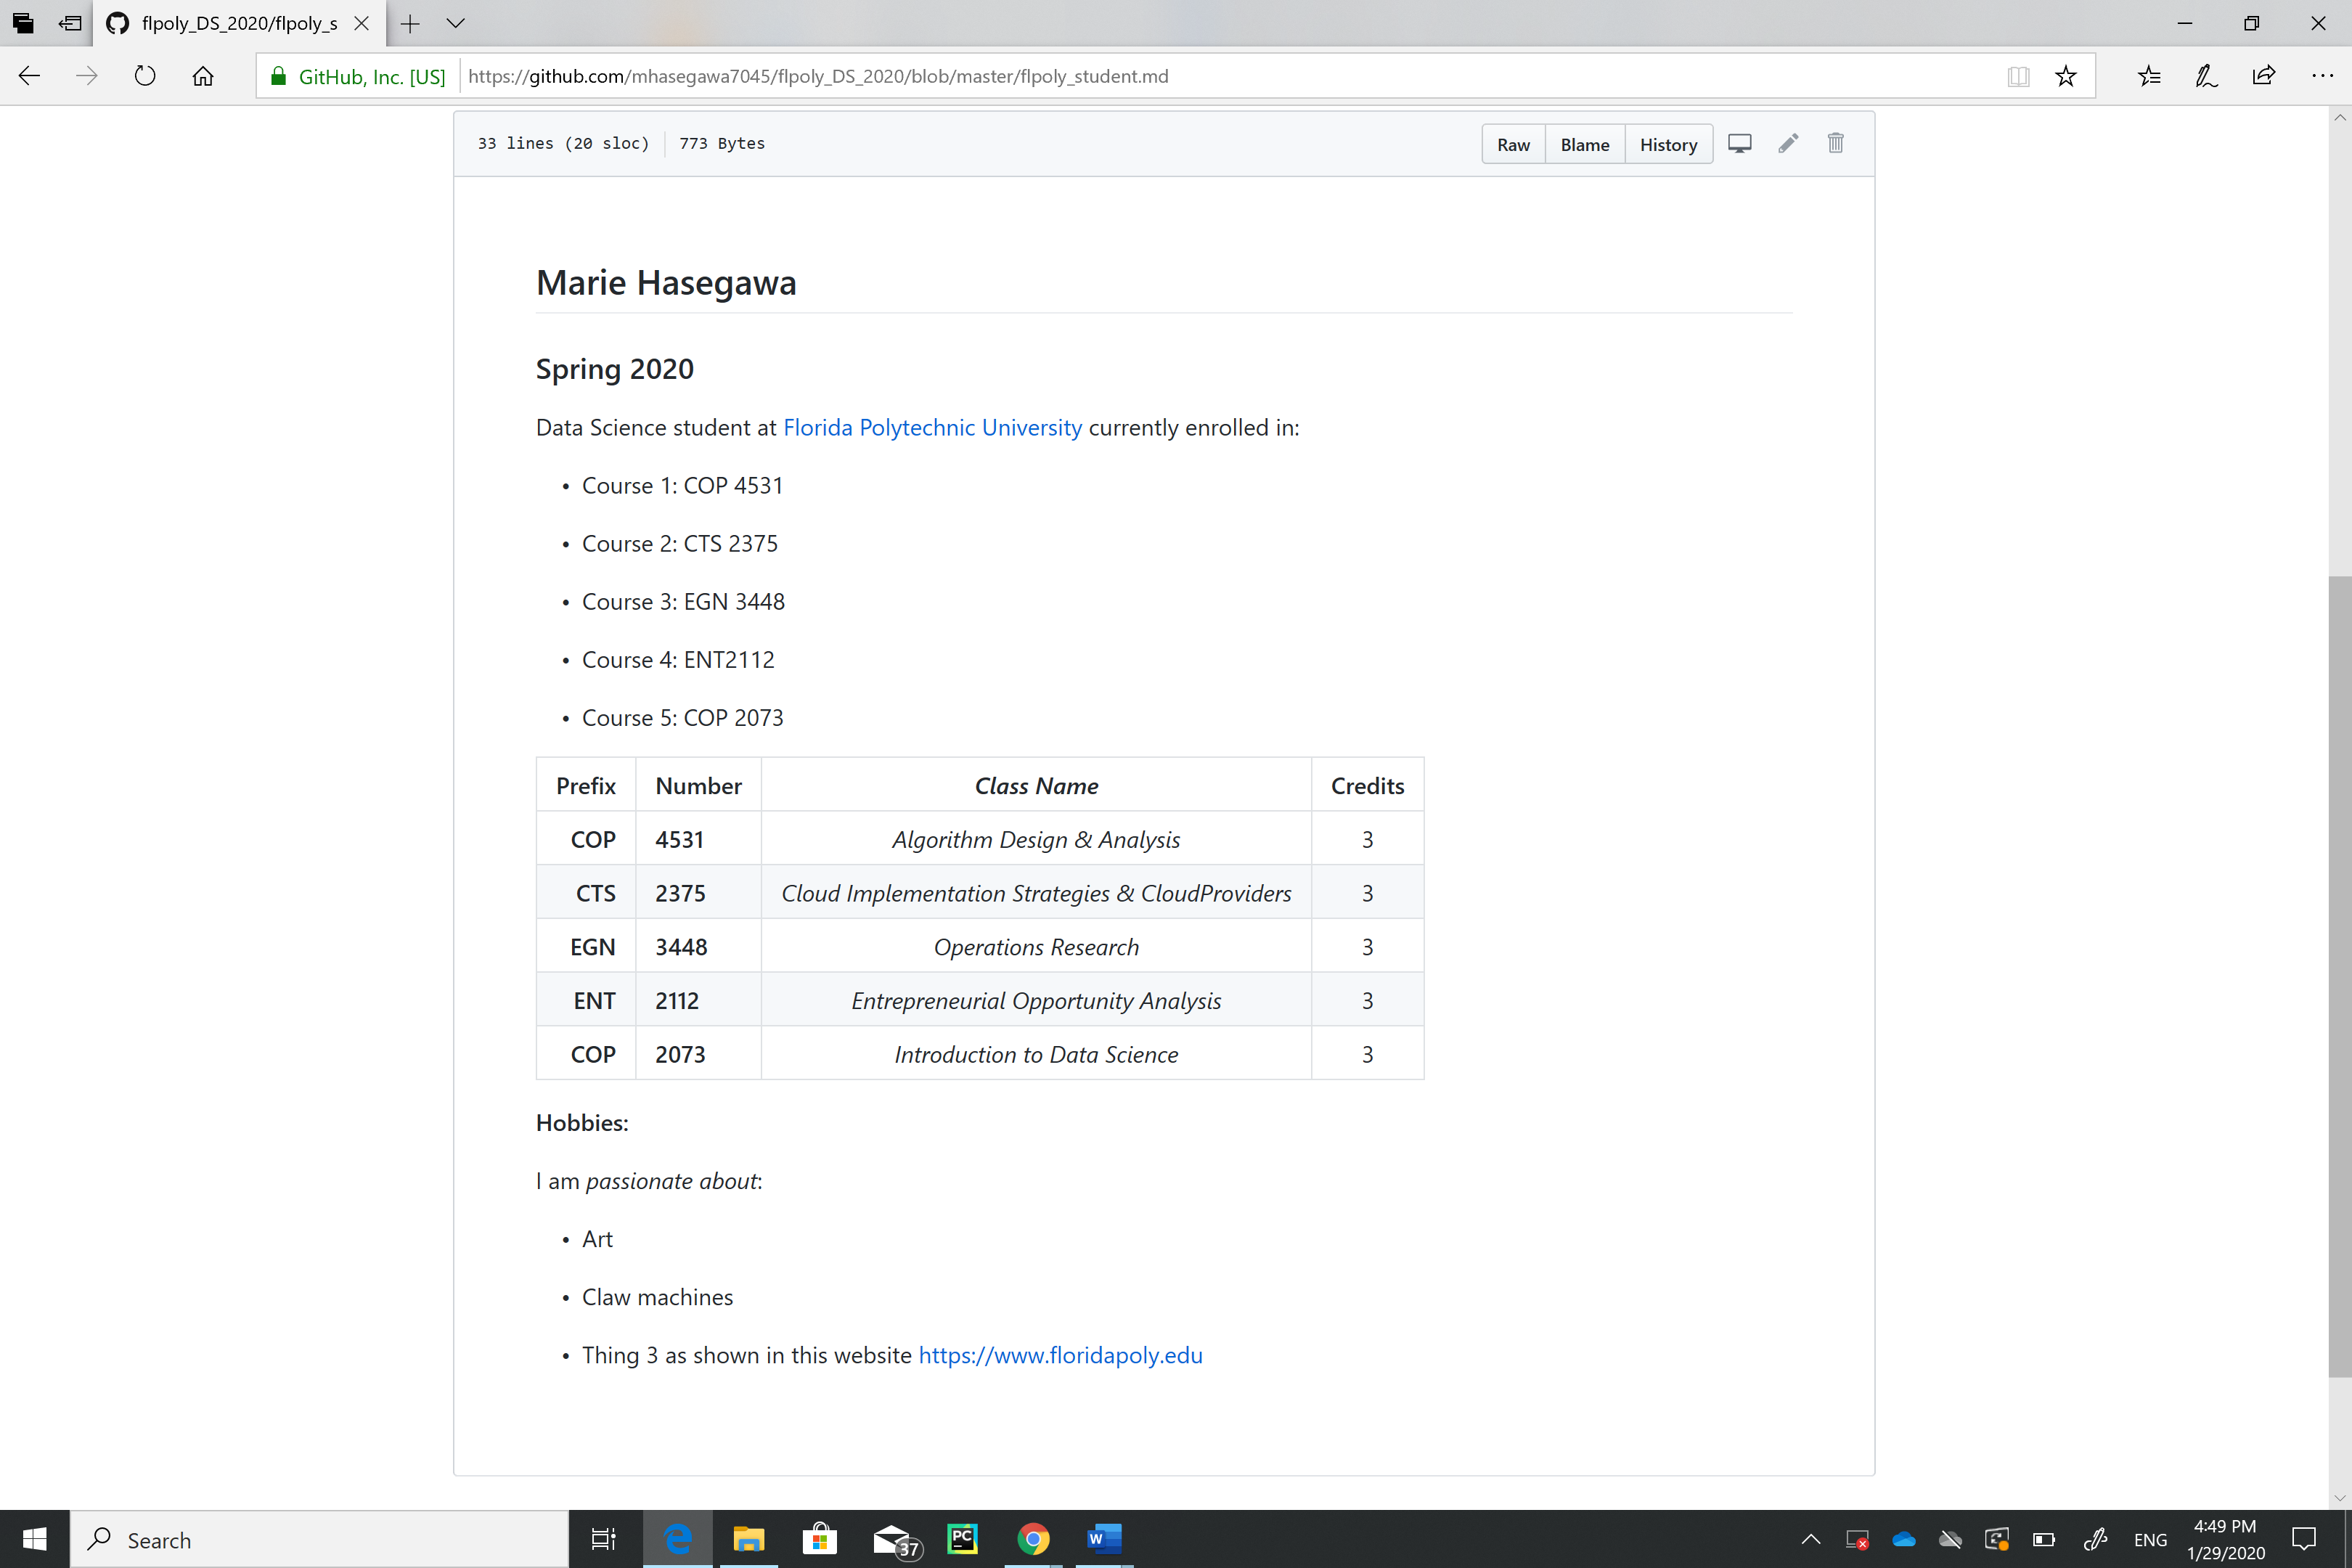 flpoly_DS_2020/flpoly_s
GitHub, Inc. [US] https://github.com/mhasegawa7045/flpoly_DS_2020/blob/master/flpoly_student.md
33 lines (20 sloc) 773 Bytes Raw Blame History
Marie Hasegawa
Spring 2020
Data Science student at Florida Polytechnic University currently enrolled in:
• Course 1: COP 4531
• Course 2: CTS 2375
• Course 3: EGN 3448
• Course 4: ENT2112
• Course 5: COP 2073
Prefix Number Class Name Credits
COP 4531 Algorithm Design & Analysis 3
CTS 2375 Cloud Implementation Strategies & CloudProviders 3
EGN 3448 Operations Research 3
ENT 2112 Entrepreneurial Opportunity Analysis 3
COP 2073 Introduction to Data Science 3
Hobbies:
I am passionate about:
• Art
• Claw machines
• Thing 3 as shown in this website https://www.floridapoly.edu
Search 37 PC W ENG 4:49 PM
1/29/2020